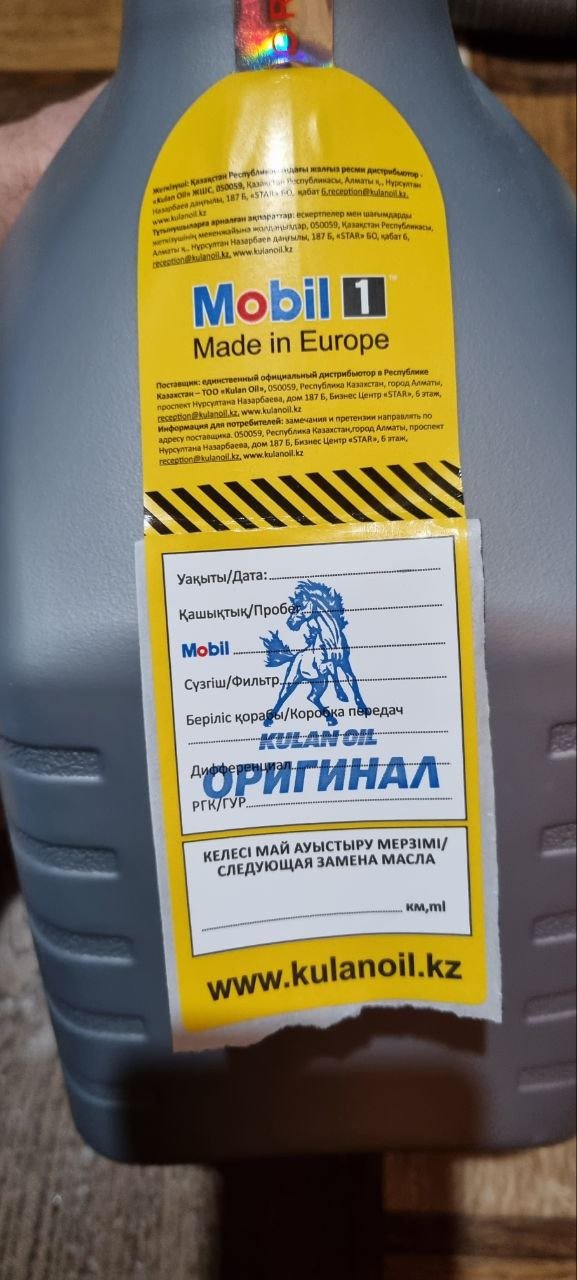 OR
Жеткізуші: Қазақстан Республикасындағы жалғыз ресми дистрибьютор -
«Kulan Oil» ЖШС, 050059, Қазақстан Республикасы, Алматы қ., Нұрсултан
Назарбаев даңғылы, 187 Б, «STAR» БО, қабат 6,reception@kulanoil.kz,
www.kulanoil.kz
Тұтынушыларға арналған ақпараттар: ескертпелер мен шағымдарды
жеткізушінің мекенжайына жолдаңыздар, 050059, Қазақстан Республикасы,
Алматы қ., Нұрсултан Назарбаев даңғылы, 187 Б, «STAR» БО, қабат 6,
reception@kulanoil.kz, www.kulanoil.kz
Mobil 1™
Made in Europe
Поставщик: единственный официальный дистрибьютор в Республике
Казахстан – ТОО «Kulan Oil», 050059, Республика Казахстан, город Алматы,
проспект Нурсултана Назарбаева, дом 187 Б, Бизнес Центр «STAR», 6 этаж,
reception@kulanoil.kz, www.kulanoil.kz
Информация для потребителей: замечания и претензии направлять по
адресу поставщика. 050059, Республика Казахстан,город Алматы, проспект
Нурсултана Назарбаева, дом 187 Б, Бизнес Центр «STAR», 6 этаж,
reception@kulanoil.kz, www.kulanoil.kz
Уақыты/Дата:
Қашықтық/Пробег
Mobil
Сүзгіш/Фильтр
Беріліс қорабы/Коробка передач
KULAN OIL
Дифференциал
ОРИГИНАЛ
РГК/ГУР
КЕЛЕСІ МАЙ АУЫСТЫРУ МЕРЗІМІ/
СЛЕДУЮЩАЯ ЗАМЕНА МАСЛА
км,ml
www.kulanoil.kz